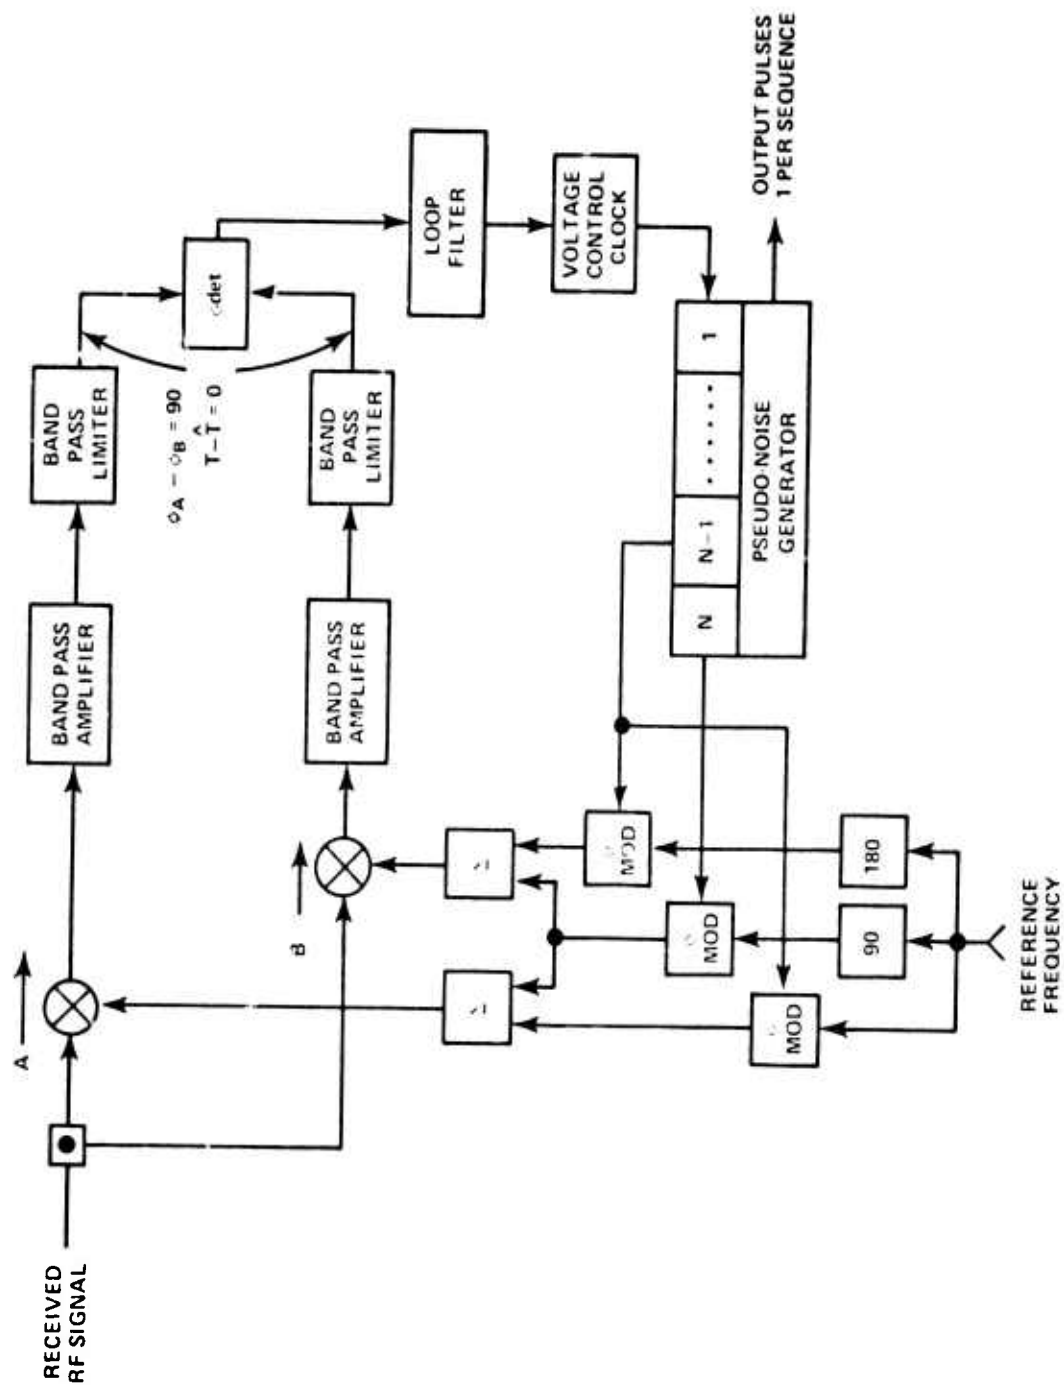 RECEIVED
RF SIGNAL
A
BAND PASS
AMPLIFIER
BAND
PASS
LIMITER
ϕA − ϕB = 90
T−T̂ = 0
det
B
BAND PASS
AMPLIFIER
BAND
PASS
LIMITER
LOOP
FILTER
VOLTAGE
CONTROL
CLOCK
Σ
Σ
MOD
MOD
MOD
N
N−1
. . . . . .
1
PSEUDO-NOISE
GENERATOR
OUTPUT PULSES
1 PER SEQUENCE
90
180
REFERENCE
FREQUENCY